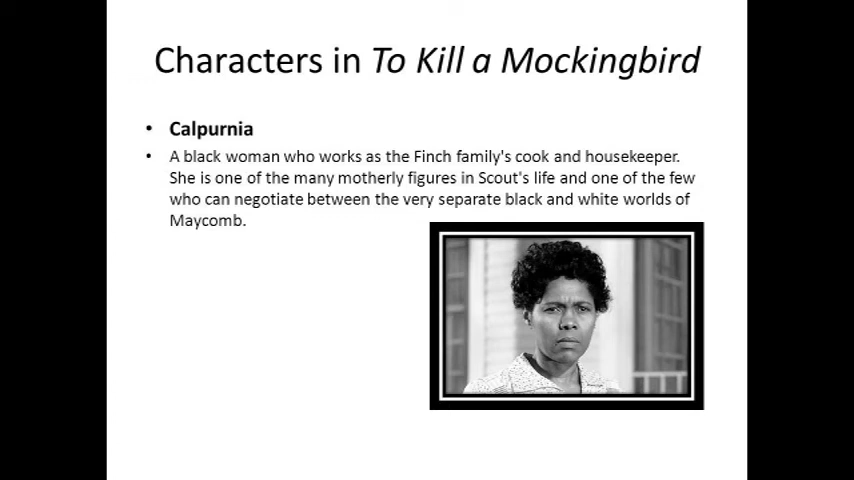 Characters in To Kill a Mockingbird
• Calpurnia
• A black woman who works as the Finch family's cook and housekeeper.
She is one of the many motherly figures in Scout's life and one of the few
who can negotiate between the very separate black and white worlds of
Maycomb.